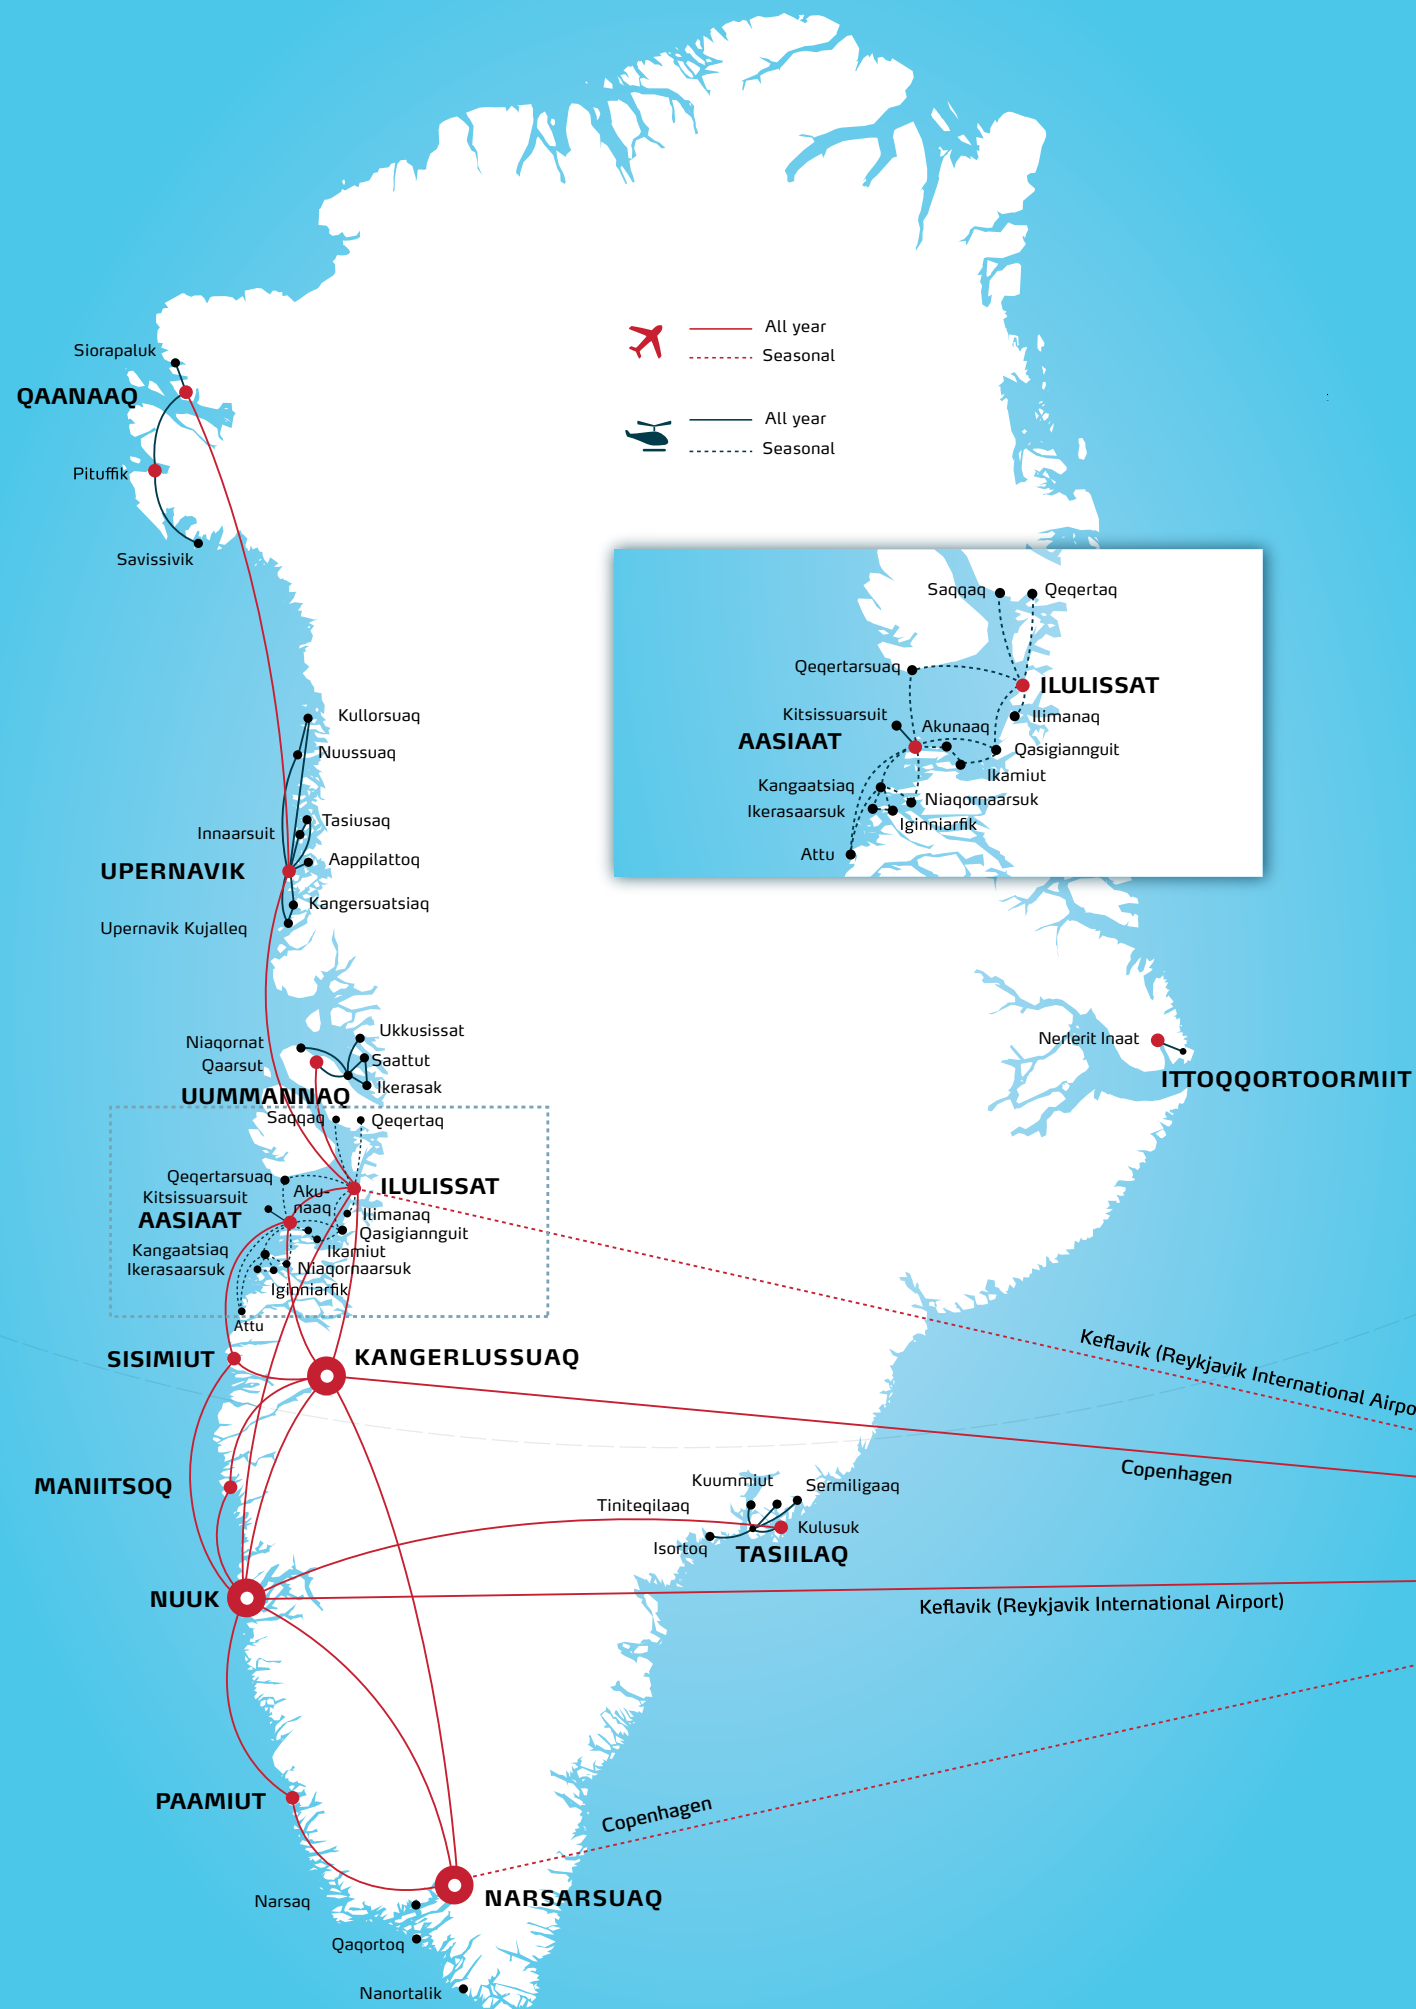 All year
Seasonal
All year
Seasonal
Siorapaluk
QAANAAQ
Pituffik
Savissivik
Saqqaq
Qeqertaq
Qeqertarsuaq
ILULISSAT
Kitsissuarsuit
Ilimanaq
Akunaaq
AASIAAT
Qasigiannguit
Ikamiut
Kangaatsiaq
Niaqornaarsuk
Ikerasaarsuk
Iginniarfik
Attu
Kullorsuaq
Nuussuaq
Tasiusaq
Innaarsuit
Aappilattoq
UPERNAVIK
Kangersuatsiaq
Upernavik Kujalleq
Ukkusissat
Niaqornat
Saattut
Qaarsut
Ikerasak
UUMMANNAQ
Nerlerit Inaat
ITTOQQORTOORMIIT
Saqqaq
Qeqertaq
Qeqertarsuaq
ILULISSAT
Aku-
naaq
Kitsissuarsuit
Ilimanaq
AASIAAT
Qasigiannguit
Kangaatsiaq
Ikamiut
Ikerasaarsuk
Niaqornaarsuk
Iginniarfik
Attu
SISIMIUT
KANGERLUSSUAQ
Keflavik (Reykjavik International Airpo
Copenhagen
MANIITSOQ
Kuummiut
Sermiligaaq
Tiniteqilaaq
Kulusuk
Isortoq
TASIILAQ
NUUK
Keflavik (Reykjavik International Airport)
PAAMIUT
Copenhagen
NARSARSUAQ
Narsaq
Qaqortoq
Nanortalik